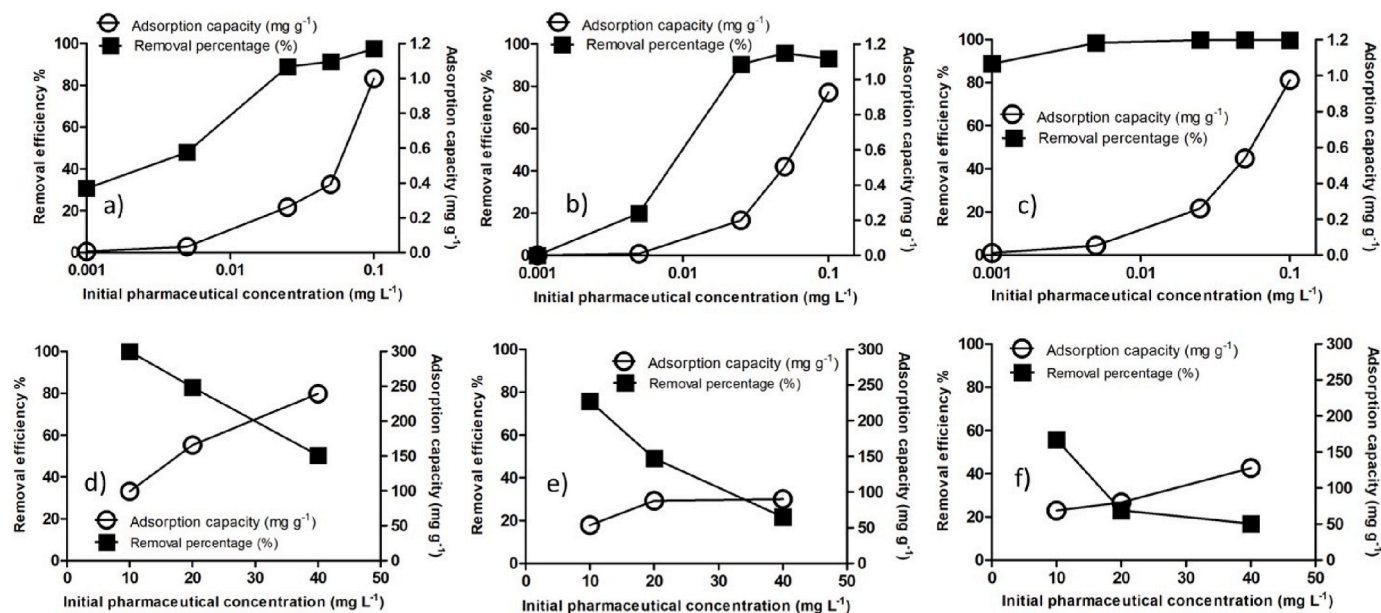 Adsorption capacity (mg g⁻¹)
Removal percentage (%)
Removal efficiency %
100
80
60
40
20
0
a)
1.2
1.0
0.8
0.6
0.4
0.2
0.0
Adsorption capacity (mg g⁻¹)
0.001
0.01
0.1
Initial pharmaceutical concentration (mg L⁻¹)
Adsorption capacity (mg g⁻¹)
Removal percentage (%)
Removal efficiency %
100
80
60
40
20
0
b)
1.2
1.0
0.8
0.6
0.4
0.2
0.0
Adsorption capacity (mg g⁻¹)
0.001
0.01
0.1
Initial pharmaceutical concentration (mg L⁻¹)
Removal efficiency %
100
80
60
40
20
0
Adsorption capacity (mg g⁻¹)
Removal percentage (%)
c)
1.2
1.0
0.8
0.6
0.4
0.2
0.0
Adsorption capacity (mg g⁻¹)
0.001
0.01
0.1
Initial pharmaceutical concentration (mg L⁻¹)
Removal efficiency %
100
80
60
40
20
0
d)
Adsorption capacity (mg g⁻¹)
Removal percentage (%)
300
250
200
150
100
50
0
Adsorption capacity (mg g⁻¹)
0
10
20
30
40
50
Initial pharmaceutical concentration (mg L⁻¹)
Removal efficiency %
100
80
60
40
20
0
Adsorption capacity (mg g⁻¹)
Removal percentage (%)
e)
300
250
200
150
100
50
0
Adsorption capacity (mg g⁻¹)
0
10
20
30
40
50
Initial pharmaceutical concentration (mg L⁻¹)
Removal efficiency %
100
80
60
40
20
0
Adsorption capacity (mg g⁻¹)
Removal percentage (%)
f)
300
250
200
150
100
50
0
Adsorption capacity (mg g⁻¹)
0
10
20
30
40
50
Initial pharmaceutical concentration (mg L⁻¹)